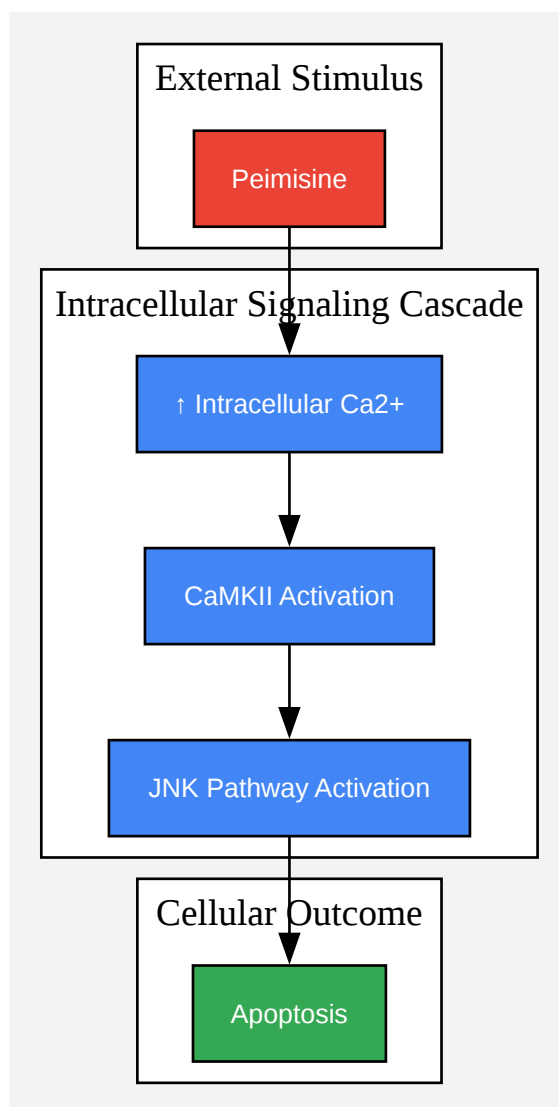 External Stimulus
Peimisine
Intracellular Signaling Cascade
↑ Intracellular Ca2+
CaMKII Activation
JNK Pathway Activation
Cellular Outcome
Apoptosis